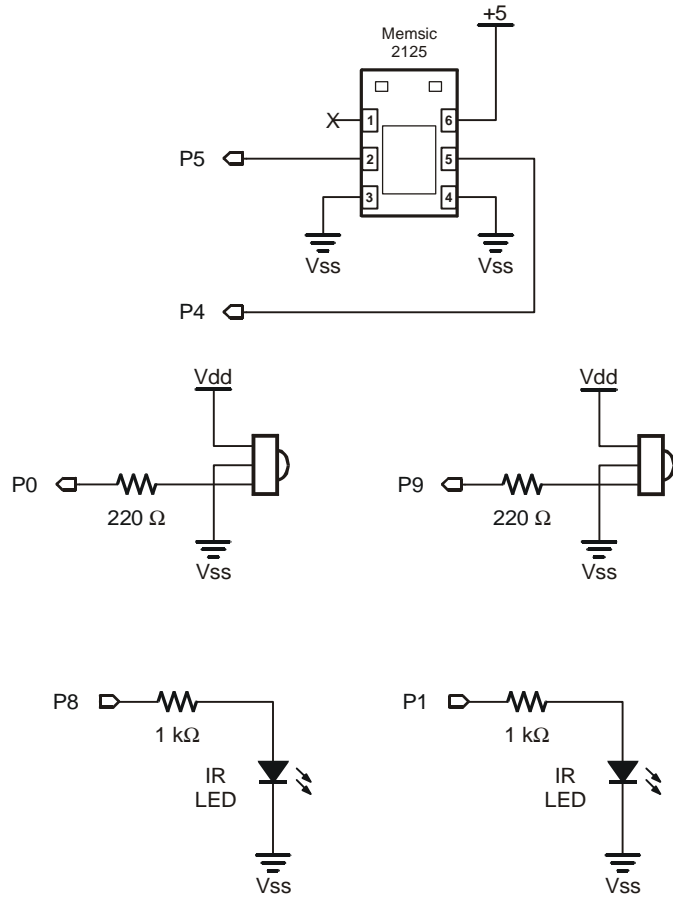 +5
Memsic
2125
X 1 6
P5 2 5
3 4
Vss Vss
P4
Vdd Vdd
P0 P9
220 Ω 220 Ω
Vss Vss
P8 P1
1 kΩ 1 kΩ
IR IR
LED LED
Vss Vss